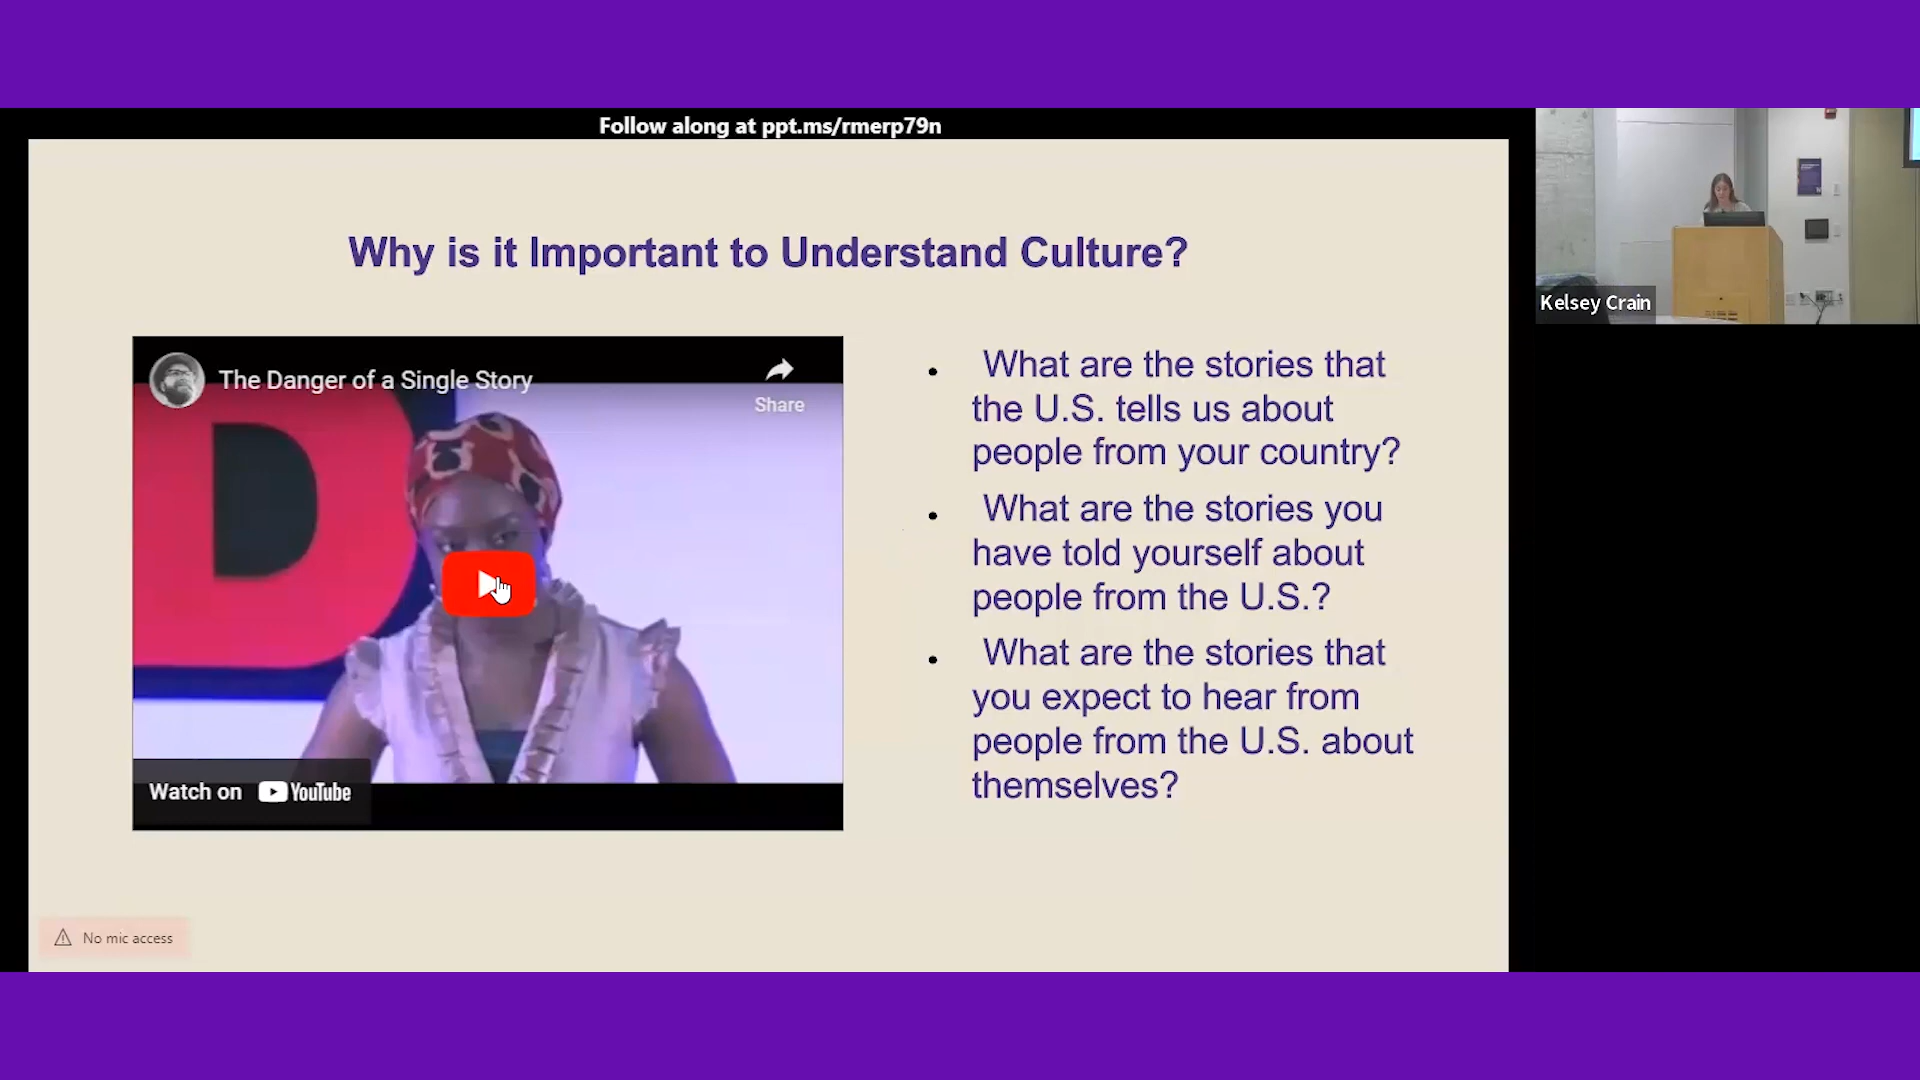 Follow along at ppt.ms/rmerp79n
Why is it Important to Understand Culture?
The Danger of a Single Story
Share
D
Watch on YouTube
• What are the stories that
the U.S. tells us about
people from your country?
• What are the stories you
have told yourself about
people from the U.S.?
• What are the stories that
you expect to hear from
people from the U.S. about
themselves?
No mic access
Kelsey Crain